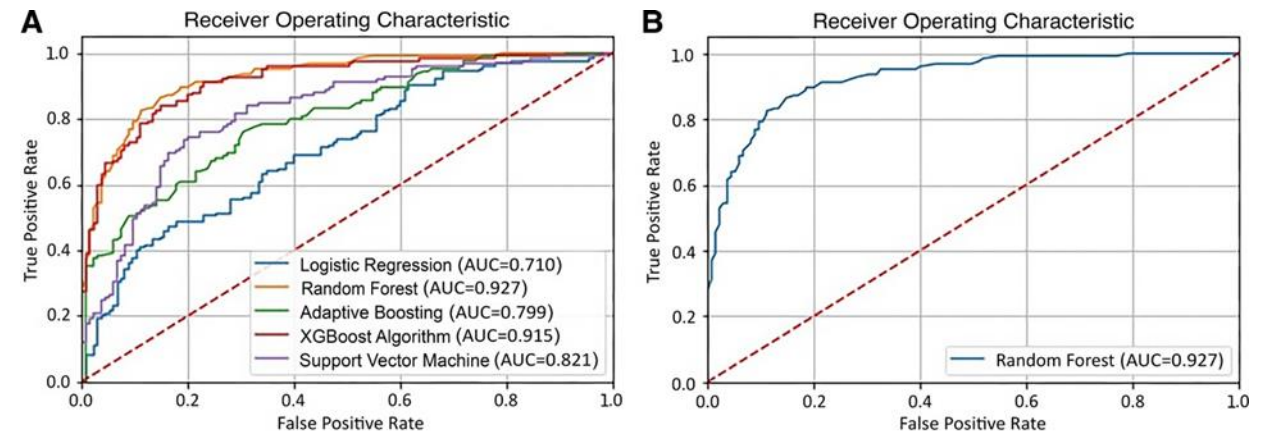 A
Receiver Operating Characteristic
True Positive Rate
1.0
0.8
0.6
0.4
0.2
0.0
Logistic Regression (AUC=0.710)
Random Forest (AUC=0.927)
Adaptive Boosting (AUC=0.799)
XGBoost Algorithm (AUC=0.915)
Support Vector Machine (AUC=0.821)
0.0 0.2 0.4 0.6 0.8 1.0
False Positive Rate
B
Receiver Operating Characteristic
True Positive Rate
1.0
0.8
0.6
0.4
0.2
0.0
Random Forest (AUC=0.927)
0.0 0.2 0.4 0.6 0.8 1.0
False Positive Rate